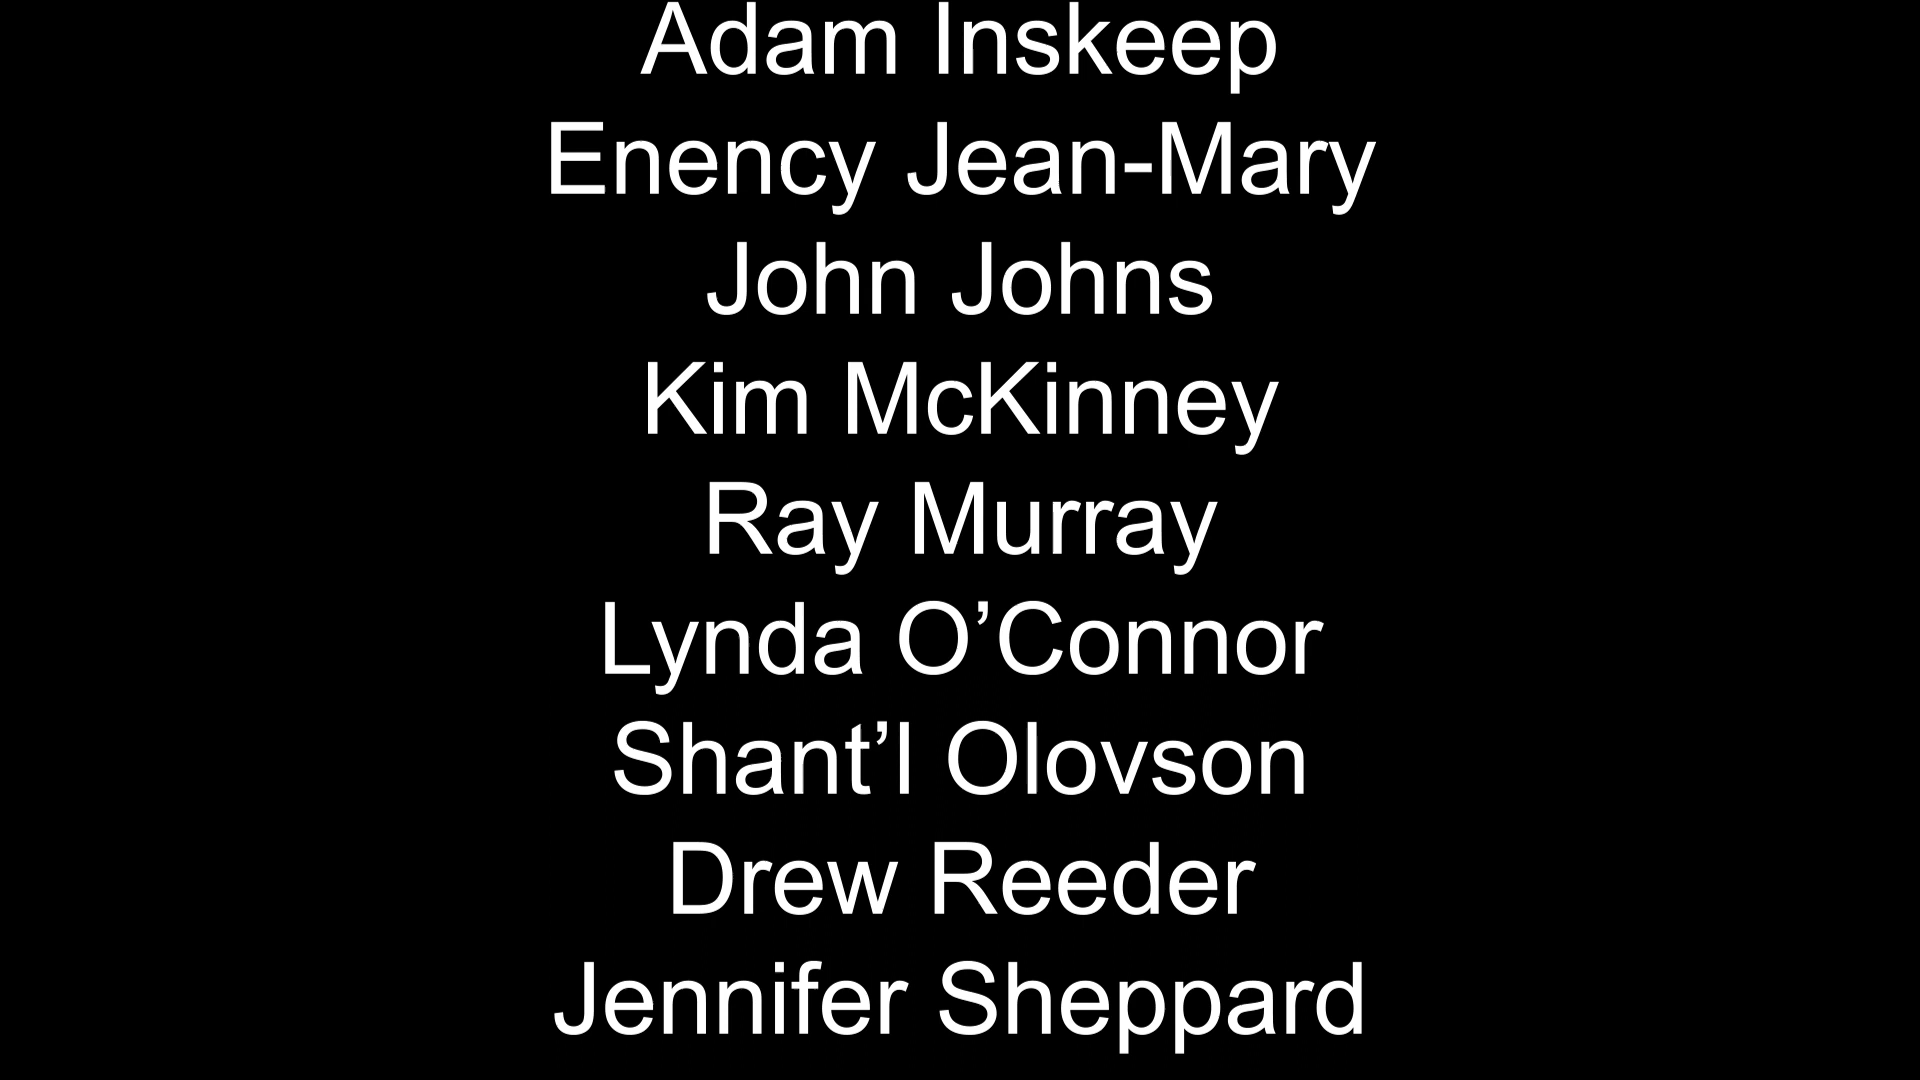 Adam Inskeep
Enency Jean-Mary
John Johns
Kim McKinney
Ray Murray
Lynda O’Connor
Shant’l Olovson
Drew Reeder
Jennifer Sheppard